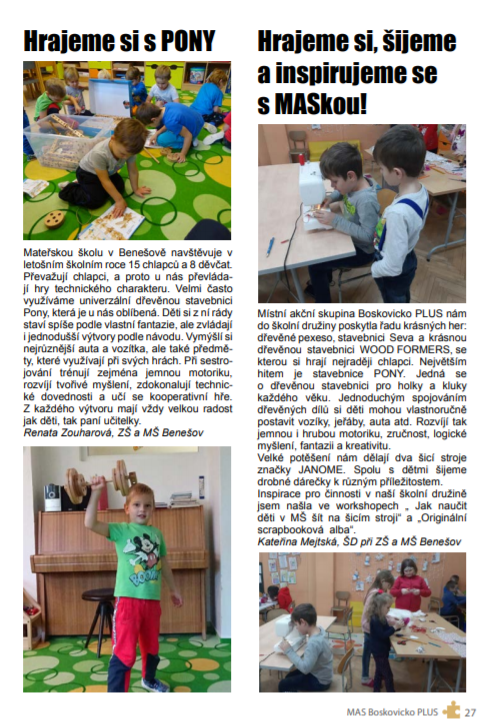 Hrajeme si s PONY
Mateřskou školu v Benešově navštěvuje v
letošním školním roce 15 chlapců a 8 děvčat.
Převažují chlapci, a proto u nás převláda-
jí hry technického charakteru. Velmi často
využíváme univerzální dřevěnou stavebnici
Pony, která je u nás oblíbená. Děti si z ní rády
staví spíše podle vlastní fantazie, ale zvládají
i jednodušší výtvory podle návodu. Vymýšlí si
nejrůznější auta a vozítka, ale také předmě-
ty, které využívají při svých hrách. Při sestro-
jování trénují zejména jemnou motoriku,
rozvíjí tvořivé myšlení, zdokonalují technic-
ké dovednosti a učí se kooperativní hře.
Z každého výtvoru mají vždy velkou radost
jak děti, tak paní učitelky.
Renata Zouharová, ZŠ a MŠ Benešov
Hrajeme si, šijeme
a inspirujeme se
s MASkou!
Místní akční skupina Boskovicko PLUS nám
do školní družiny poskytla řadu krásných her:
dřevěné pexeso, stavebnici Seva a krásnou
dřevěnou stavebnici WOOD FORMERS, se
kterou si hrají nejraději chlapci. Největším
hitem je stavebnice PONY. Jedná se
o dřevěnou stavebnici pro holky a kluky
každého věku. Jednoduchým spojováním
dřevěných dílů si děti mohou vlastnoručně
postavit vozíky, jeřáby, auta atd. Rozvíjí tak
jemnou i hrubou motoriku, zručnost, logické
myšlení, fantazii a kreativitu.
Velké potěšení nám dělají dva šicí stroje
značky JANOME. Spolu s dětmi šijeme
drobné dárečky k různým příležitostem.
Inspirace pro činnosti v naší školní družině
jsem našla ve workshopech „ Jak naučit
děti v MŠ šít na šicím stroji“ a „Originální
scrapbooková alba“.
Kateřina Mejtská, ŠD při ZŠ a MŠ Benešov
MAS Boskovicko PLUS 27